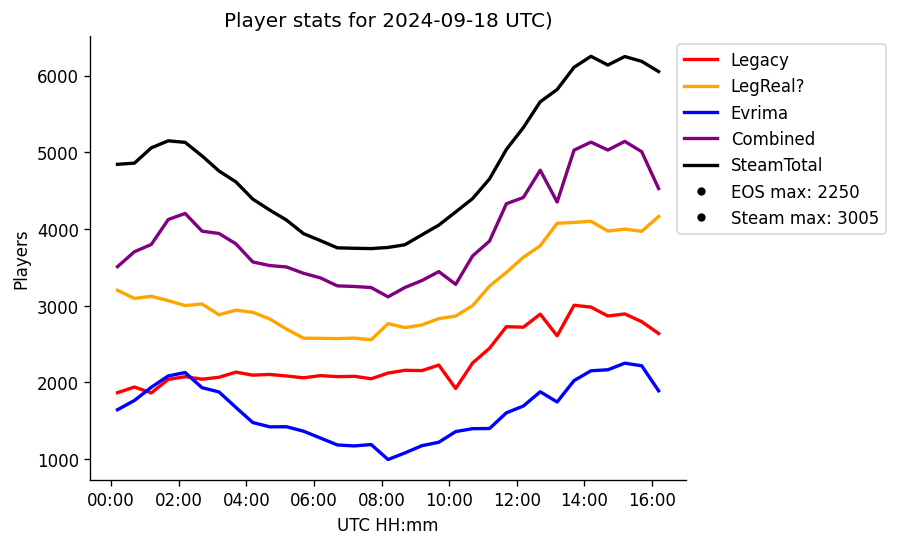 Player stats for 2024-09-18 UTC)
Legacy
LegReal?
Evrima
Combined
SteamTotal
EOS max: 2250
Steam max: 3005
Players
6000
5000
4000
3000
2000
1000
00:00 02:00 04:00 06:00 08:00 10:00 12:00 14:00 16:00
UTC HH:mm